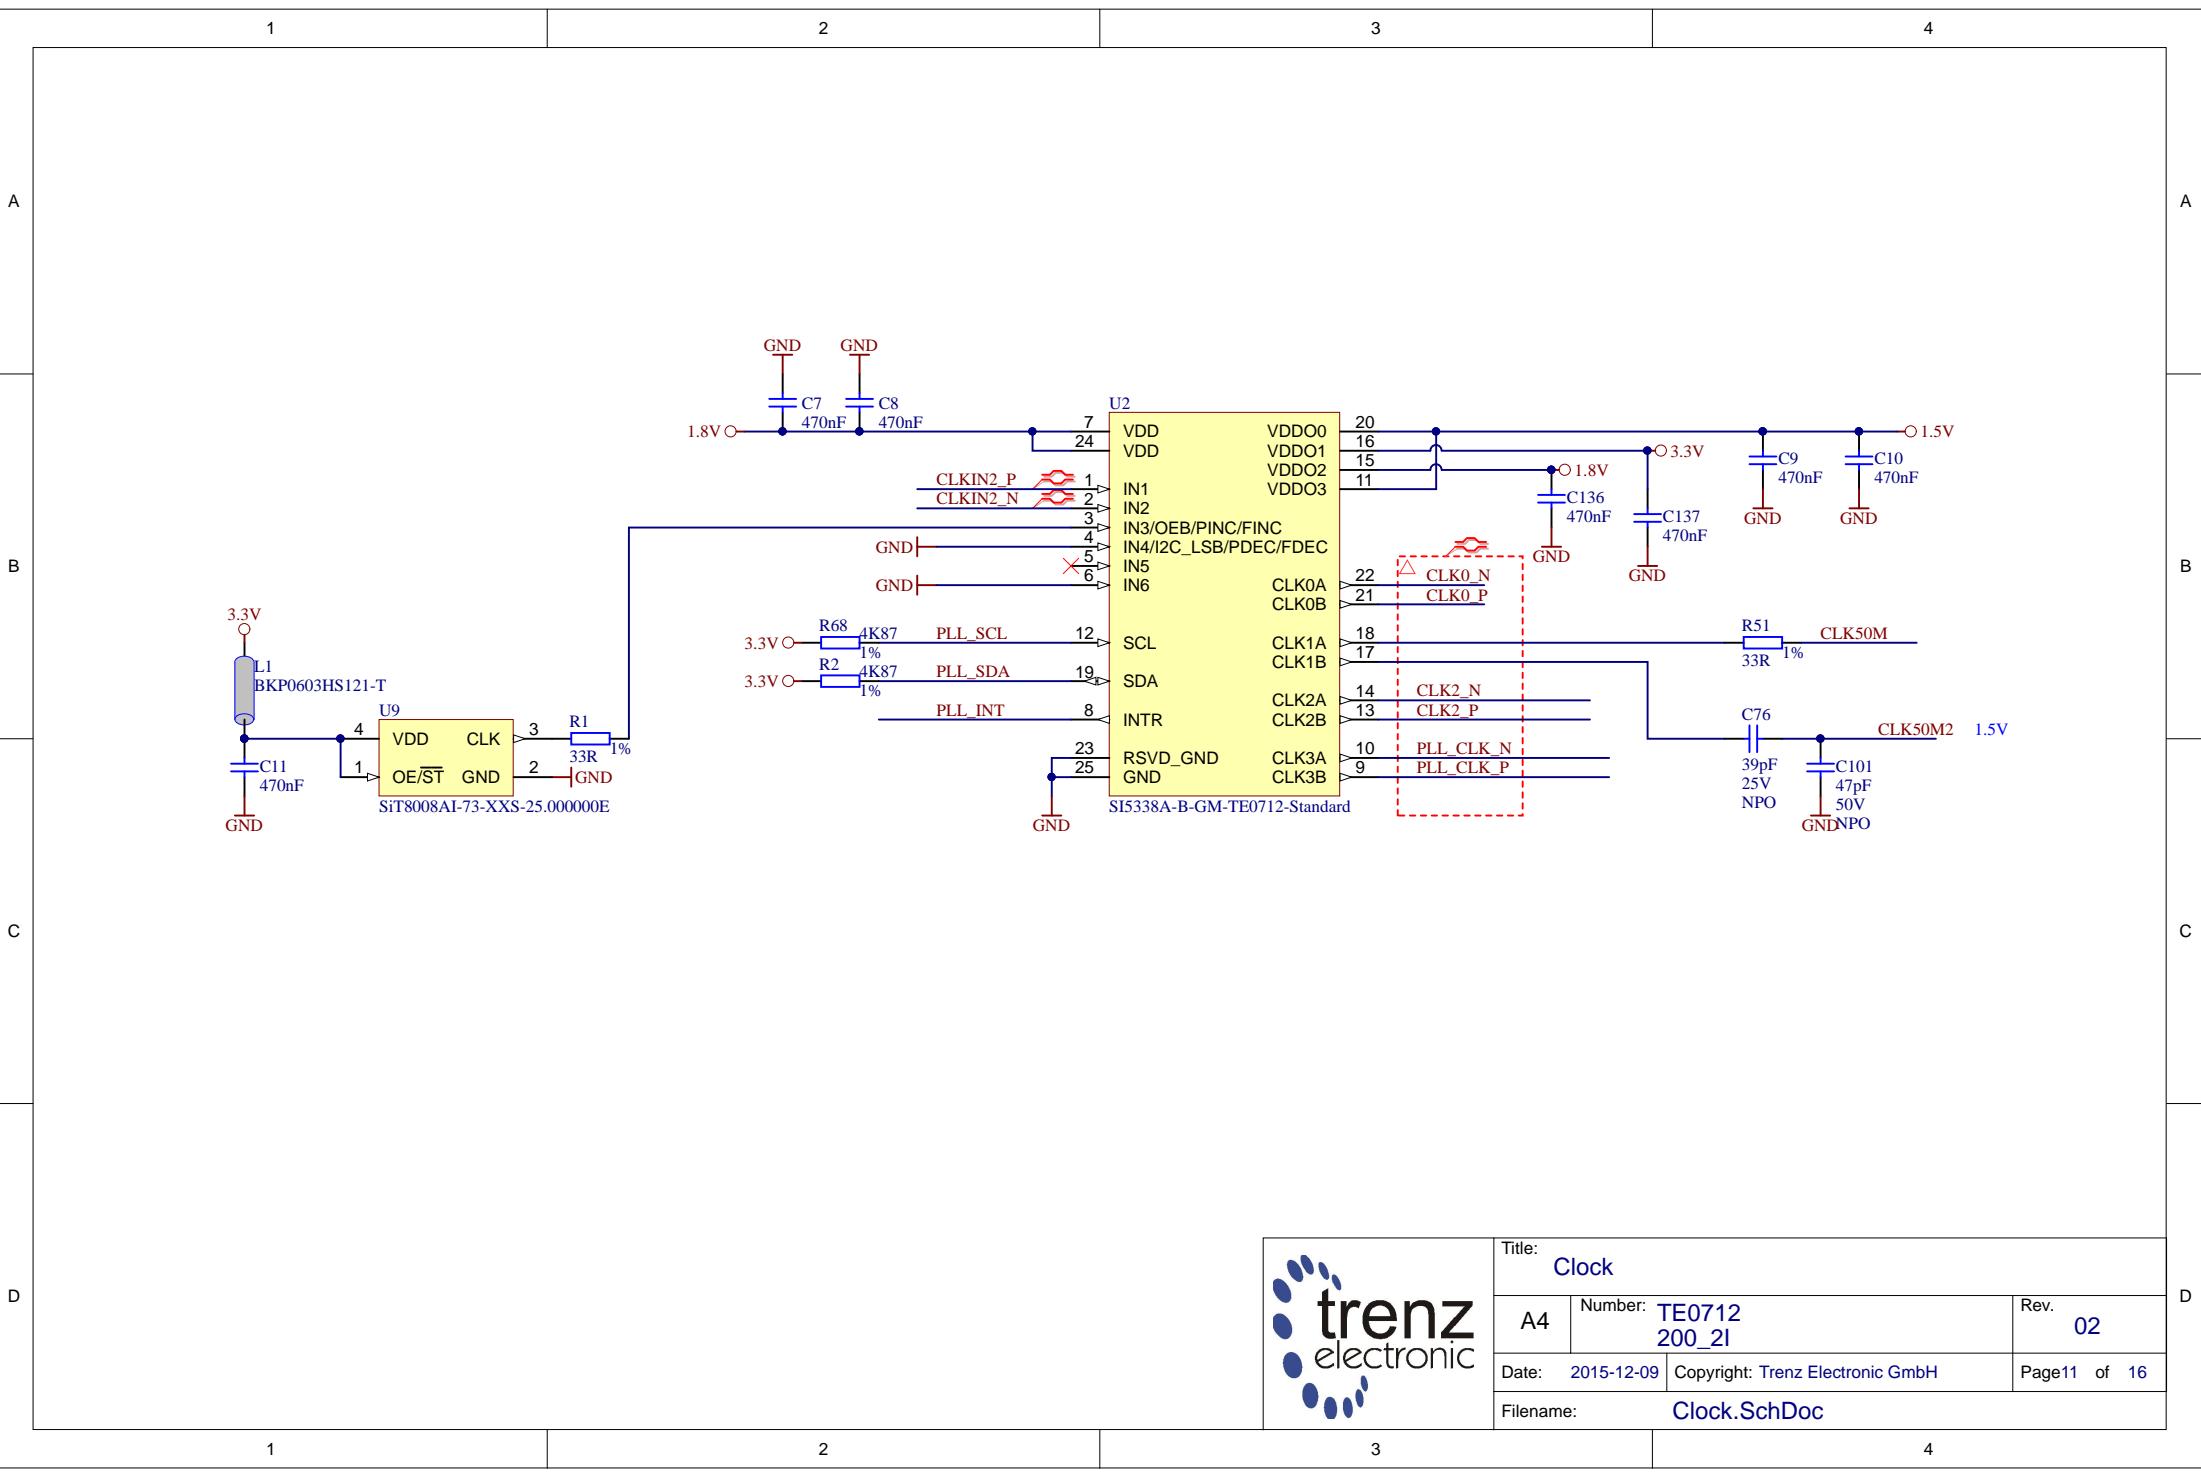 1 2 3 4
A A
GND GND
C7 C8
470nF 470nF
1.8V
U2
7 VDD VDDO0 20
24 VDD VDDO1 16
VDDO2 15
VDDO3 11
1.5V
3.3V
1.8V
C9 C10
470nF 470nF
GND GND
C136
470nF
GND
C137
470nF
GND
CLKIN2_P 1 IN1
CLKIN2_N 2 IN2
3 IN3/OEB/PINC/FINC
GND 4 IN4/I2C_LSB/PDEC/FDEC
5 IN5
GND 6 IN6
B B
CLK0A 22 CLK0_N
CLK0B 21 CLK0_P
3.3V R68 4K87 1% PLL_SCL 12 SCL
3.3V R2 4K87 1% PLL_SDA 19 SDA
PLL_INT 8 INTR
23 RSVD_GND
25 GND
GND
CLK1A 18 R51 33R 1% CLK50M
CLK1B 17
CLK2A 14 CLK2_N
CLK2B 13 CLK2_P
CLK3A 10 PLL_CLK_N
CLK3B 9 PLL_CLK_P
SI5338A-B-GM-TE0712-Standard
C76
39pF
25V
NPO
CLK50M2 1.5V
C101
47pF
50V
NPO
GND
3.3V
L1
BKP0603HS121-T
C11
470nF
GND
U9
4 VDD CLK 3
1 OE/ST GND 2
GND
SiT8008AI-73-XXS-25.000000E
R1
33R 1%
C C
D D
trenz
electronic
Title:
Clock
A4
Number: TE0712
200_2I
Rev.
02
Date: 2015-12-09 Copyright: Trenz Electronic GmbH Page11 of 16
Filename: Clock.SchDoc
1 2 3 4